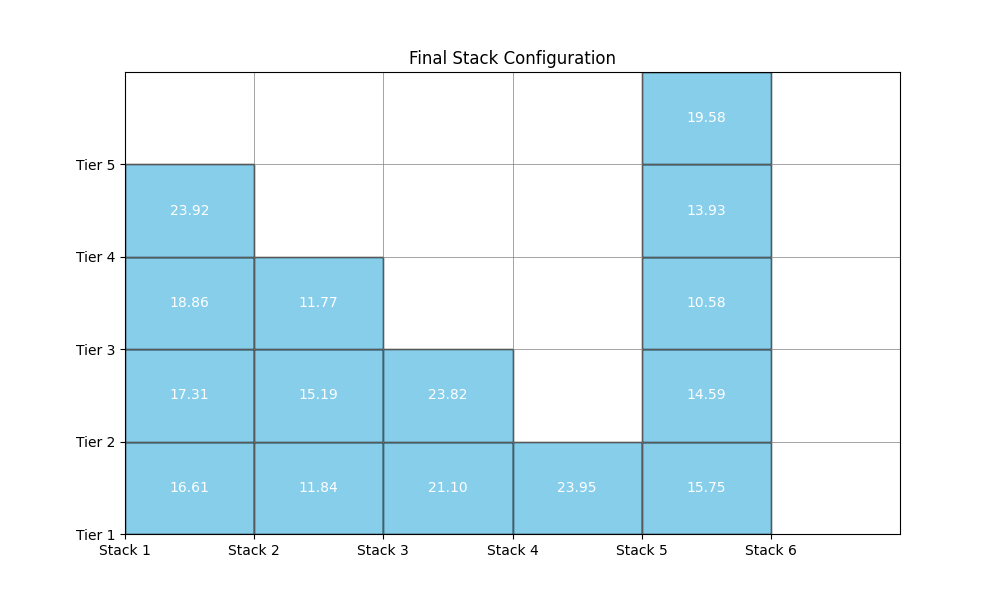 Final Stack Configuration
19.58
Tier 5
23.92 13.93
Tier 4
18.86 11.77 10.58
Tier 3
17.31 15.19 23.82 14.59
Tier 2
16.61 11.84 21.10 23.95 15.75
Tier 1
Stack 1 Stack 2 Stack 3 Stack 4 Stack 5 Stack 6